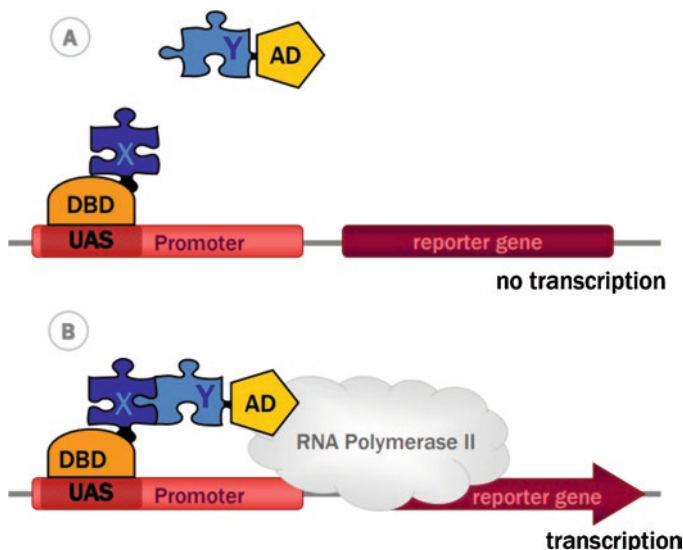 A
Y AD
X
DBD
UAS Promoter reporter gene
no transcription
B
X Y AD
RNA Polymerase II
DBD
UAS Promoter reporter gene
transcription